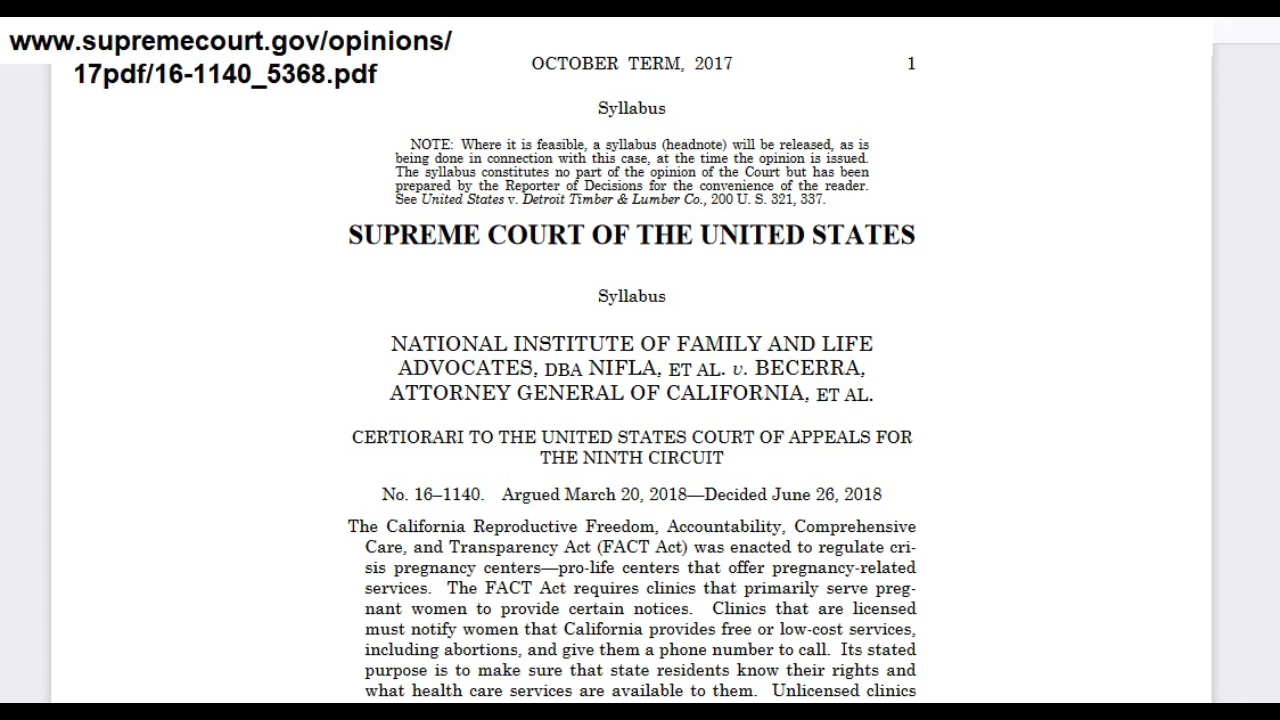 www.supremecourt.gov/opinions/
17pdf/16-1140_5368.pdf
OCTOBER TERM, 2017 1
Syllabus
NOTE: Where it is feasible, a syllabus (headnote) will be released, as is
being done in connection with this case, at the time the opinion is issued.
The syllabus constitutes no part of the opinion of the Court but has been
prepared by the Reporter of Decisions for the convenience of the reader.
See United States v. Detroit Timber & Lumber Co., 200 U. S. 321, 337.
SUPREME COURT OF THE UNITED STATES
Syllabus
NATIONAL INSTITUTE OF FAMILY AND LIFE
ADVOCATES, DBA NIFLA, ET AL. v. BECERRA,
ATTORNEY GENERAL OF CALIFORNIA, ET AL.
CERTIORARI TO THE UNITED STATES COURT OF APPEALS FOR
THE NINTH CIRCUIT
No. 16–1140. Argued March 20, 2018—Decided June 26, 2018
The California Reproductive Freedom, Accountability, Comprehensive
Care, and Transparency Act (FACT Act) was enacted to regulate cri-
sis pregnancy centers—pro-life centers that offer pregnancy-related
services. The FACT Act requires clinics that primarily serve preg-
nant women to provide certain notices. Clinics that are licensed
must notify women that California provides free or low-cost services,
including abortions, and give them a phone number to call. Its stated
purpose is to make sure that state residents know their rights and
what health care services are available to them. Unlicensed clinics